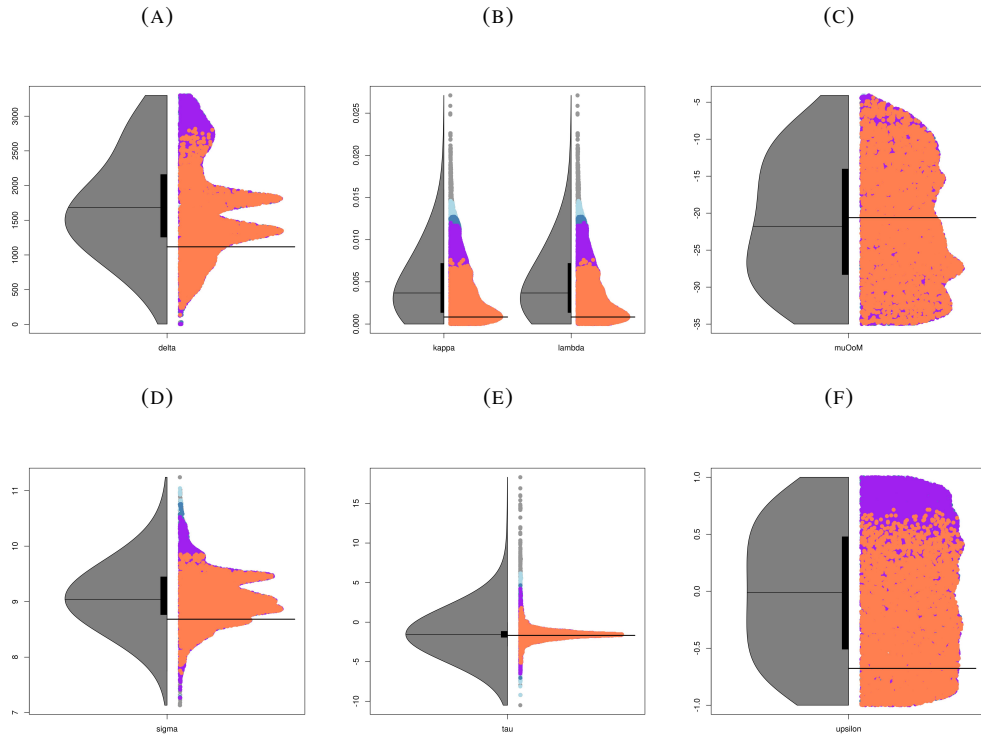 (A)
(B)
(C)
3000
2500
2000
1500
1000
500
0
delta
0.025
0.020
0.015
0.010
0.005
0.000
kappa
lambda
-5
-10
-15
-20
-25
-30
-35
muOoM
(D)
(E)
(F)
11
10
9
8
7
sigma
15
10
5
0
-5
-10
tau
1.0
0.5
0.0
-0.5
-1.0
upsilon